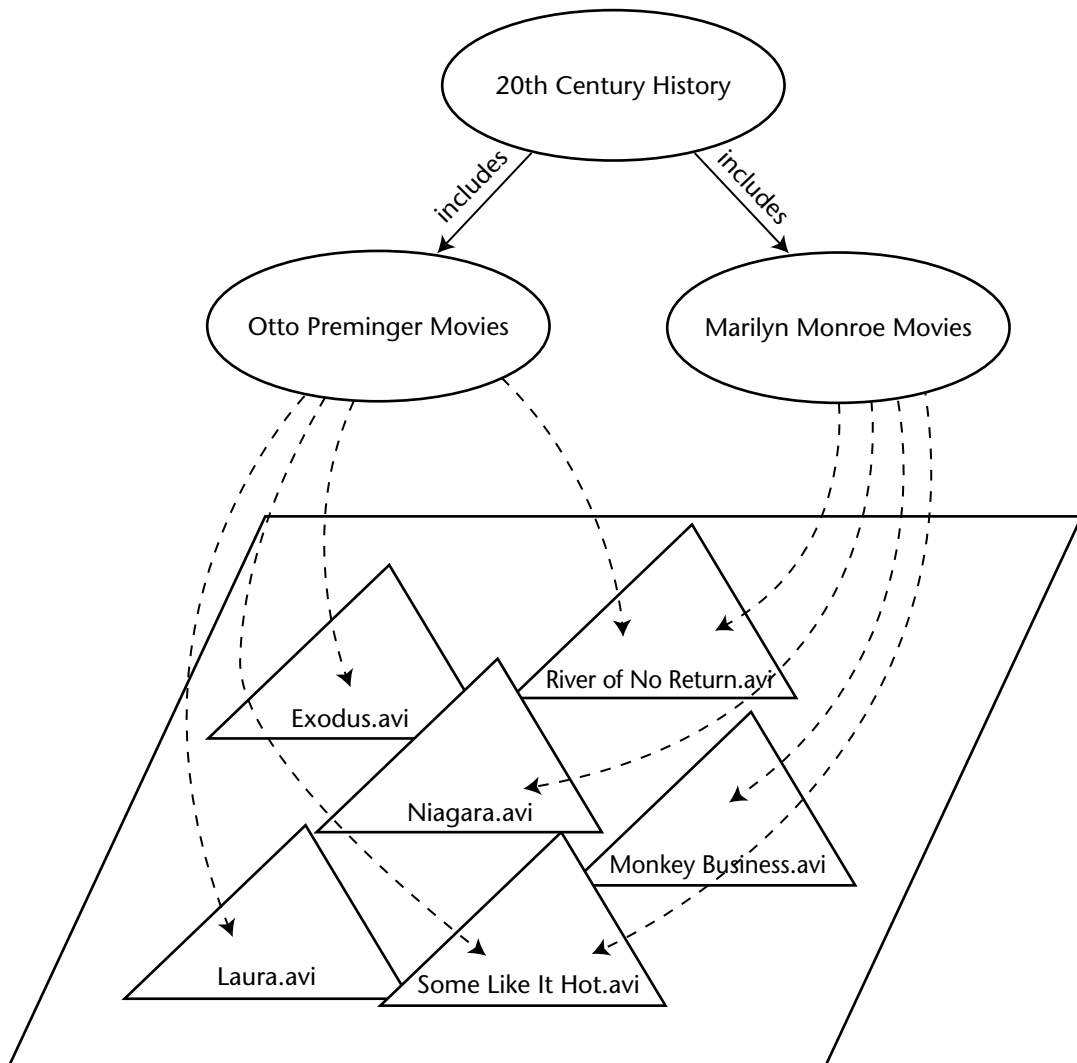 20th Century History
includes
includes
Otto Preminger Movies
Marilyn Monroe Movies
River of No Return.avi
Exodus.avi
Niagara.avi
Monkey Business.avi
Laura.avi
Some Like It Hot.avi